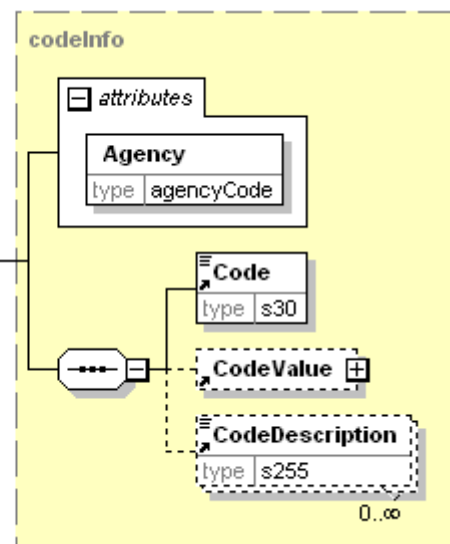 codeInfo
attributes
Agency
type agencyCode
Code
type s30
CodeValue
CodeDescription
type s255
0..∞